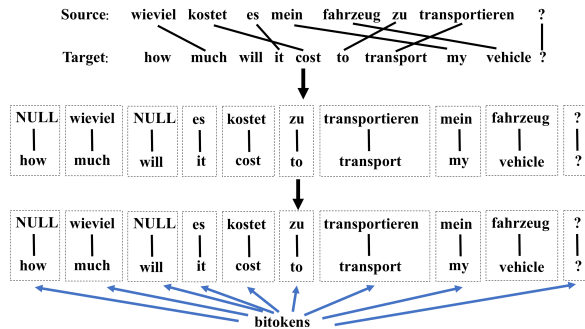 Source: wieviel kostet es mein fahrzeug zu transportieren ?
Target: how much will it cost to transport my vehicle ?
NULL wieviel NULL es kostet zu transportieren mein fahrzeug ?
how much will it cost to transport my vehicle ?
NULL wieviel NULL es kostet zu transportieren mein fahrzeug ?
how much will it cost to transport my vehicle ?
bitokens